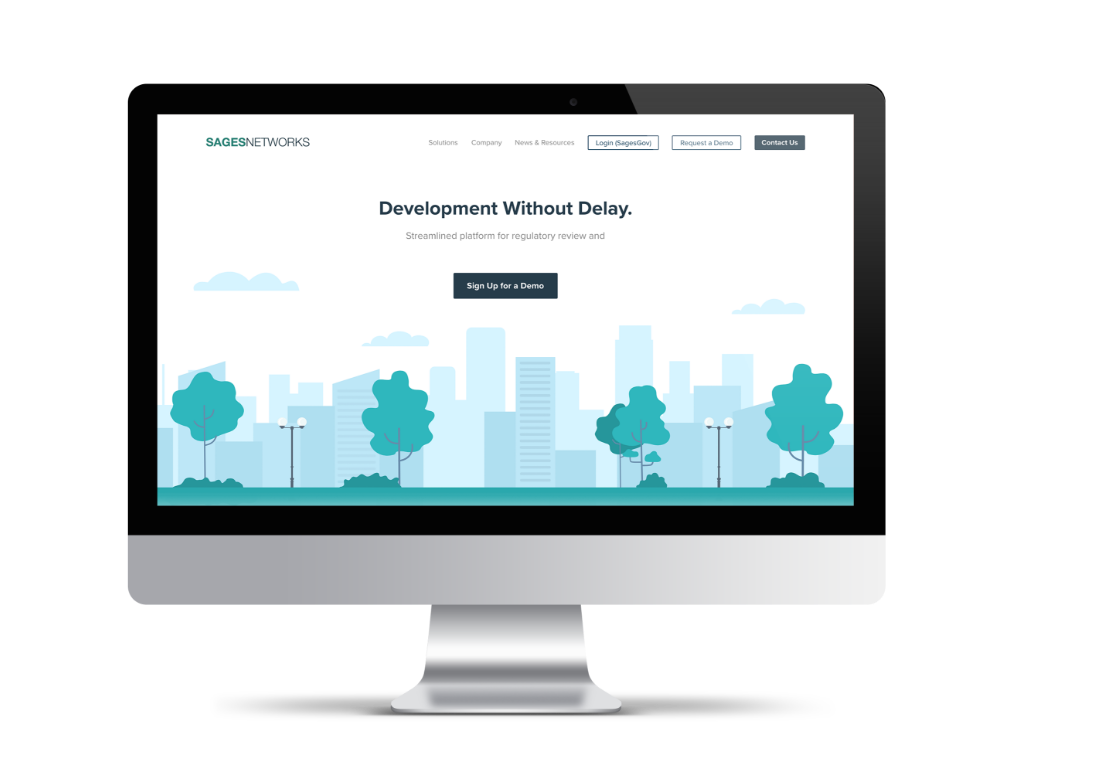 SAGESNETWORKS
Solutions Company News & Resources Login (SagesGov) Request a Demo Contact Us
Development Without Delay.
Streamlined platform for regulatory review and
Sign Up for a Demo